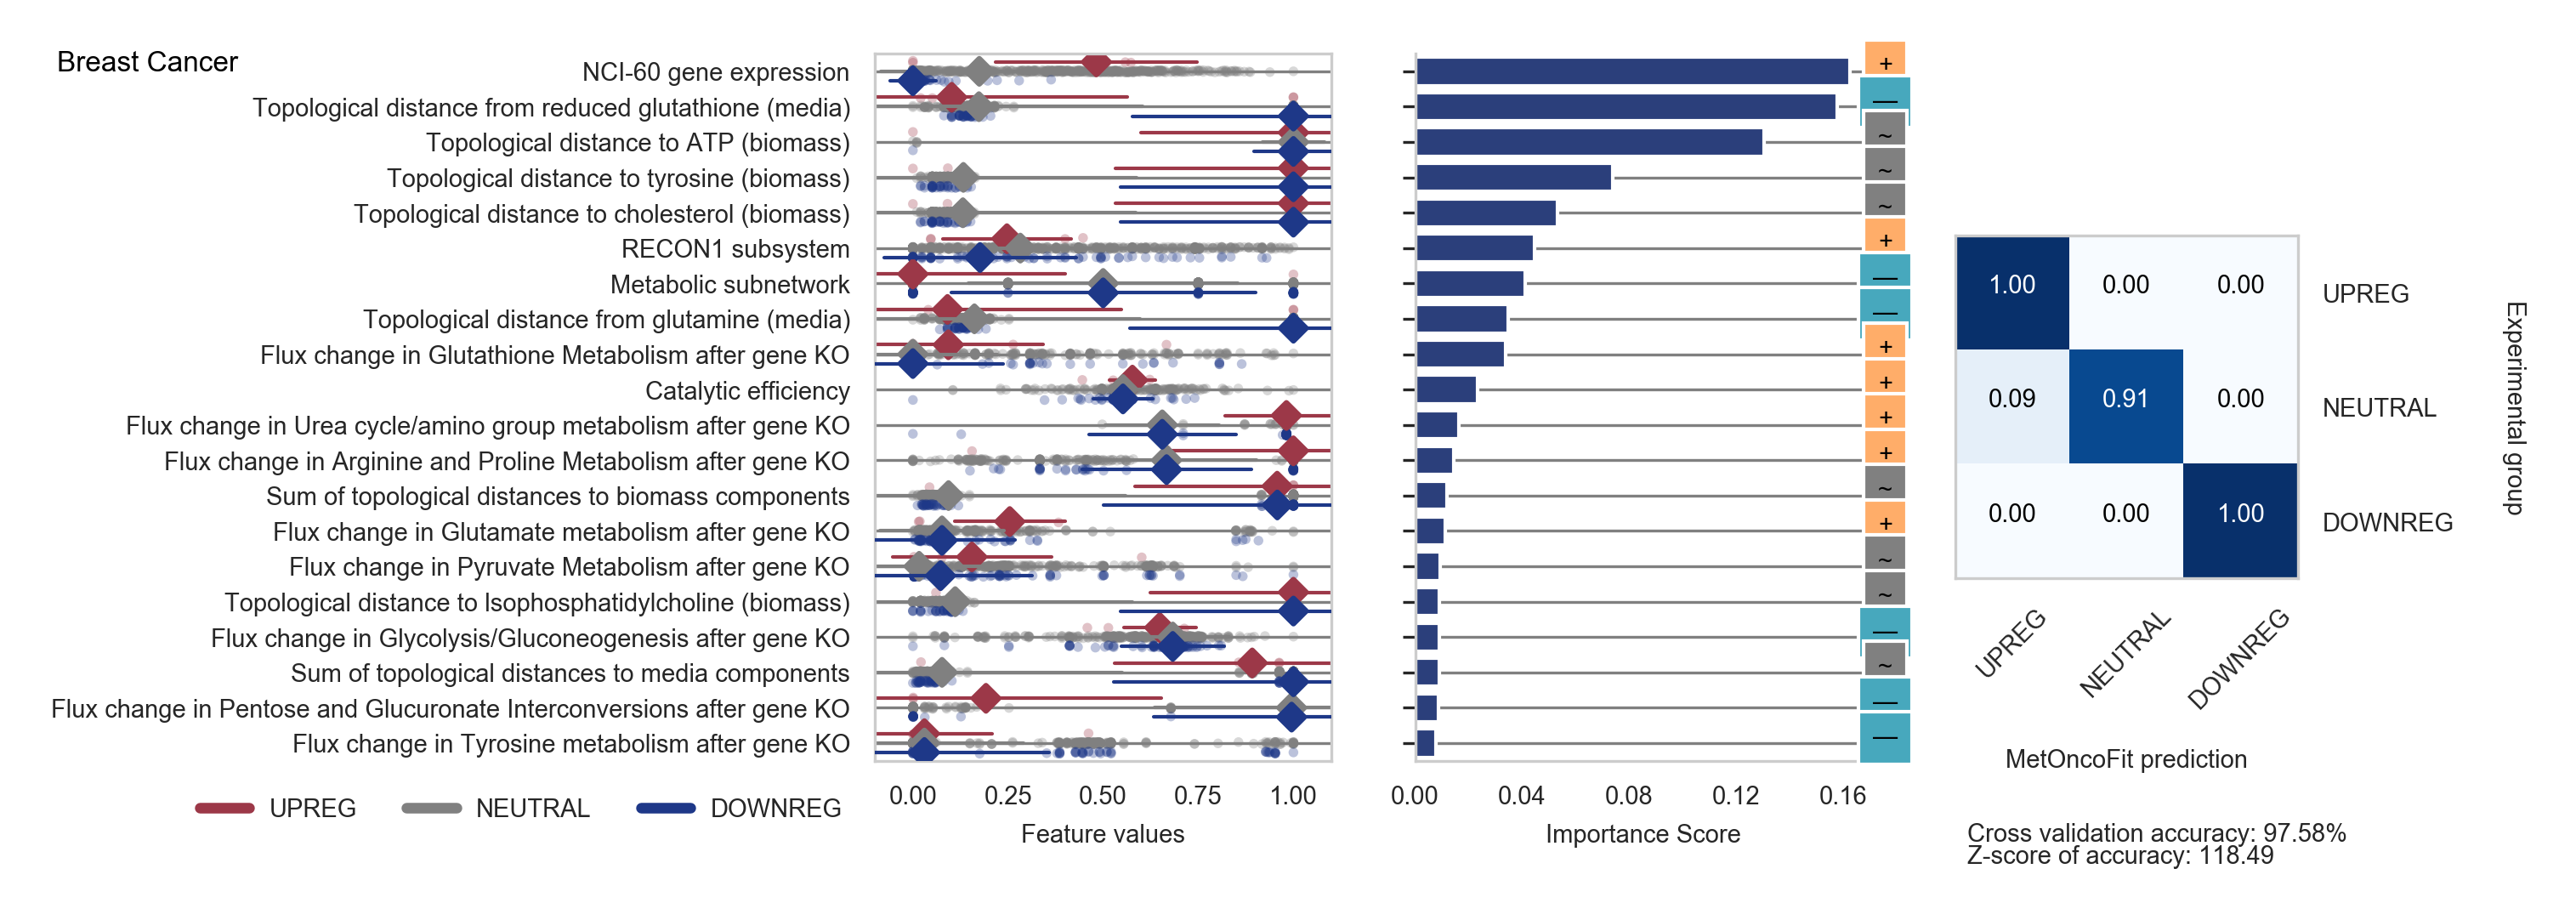 Breast Cancer
NCI-60 gene expression
Topological distance from reduced glutathione (media)
Topological distance to ATP (biomass)
Topological distance to tyrosine (biomass)
Topological distance to cholesterol (biomass)
RECON1 subsystem
Metabolic subnetwork
Topological distance from glutamine (media)
Flux change in Glutathione Metabolism after gene KO
Catalytic efficiency
Flux change in Urea cycle/amino group metabolism after gene KO
Flux change in Arginine and Proline Metabolism after gene KO
Sum of topological distances to biomass components
Flux change in Glutamate metabolism after gene KO
Flux change in Pyruvate Metabolism after gene KO
Topological distance to lsophosphatidylcholine (biomass)
Flux change in Glycolysis/Gluconeogenesis after gene KO
Sum of topological distances to media components
Flux change in Pentose and Glucuronate Interconversions after gene KO
Flux change in Tyrosine metabolism after gene KO
UPREG NEUTRAL DOWNREG
0.00 0.25 0.50 0.75 1.00
Feature values
+
—
~
~
~
+
—
—
+
+
+
+
~
+
~
~
—
~
—
—
0.00 0.04 0.08 0.12 0.16
Importance Score
1.00 0.00 0.00 UPREG
0.09 0.91 0.00 NEUTRAL
0.00 0.00 1.00 DOWNREG
Experimental group
UPREG NEUTRAL DOWNREG
MetOncoFit prediction
Cross validation accuracy: 97.58%
Z-score of accuracy: 118.49